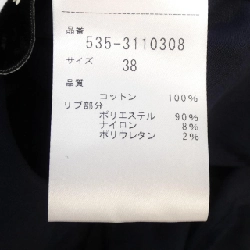 品番
535-3110308
サイズ
38
品質
コットン 100%
リブ部分
ポリエステル 90%
ナイロン 8%
ポリウレタン 2%